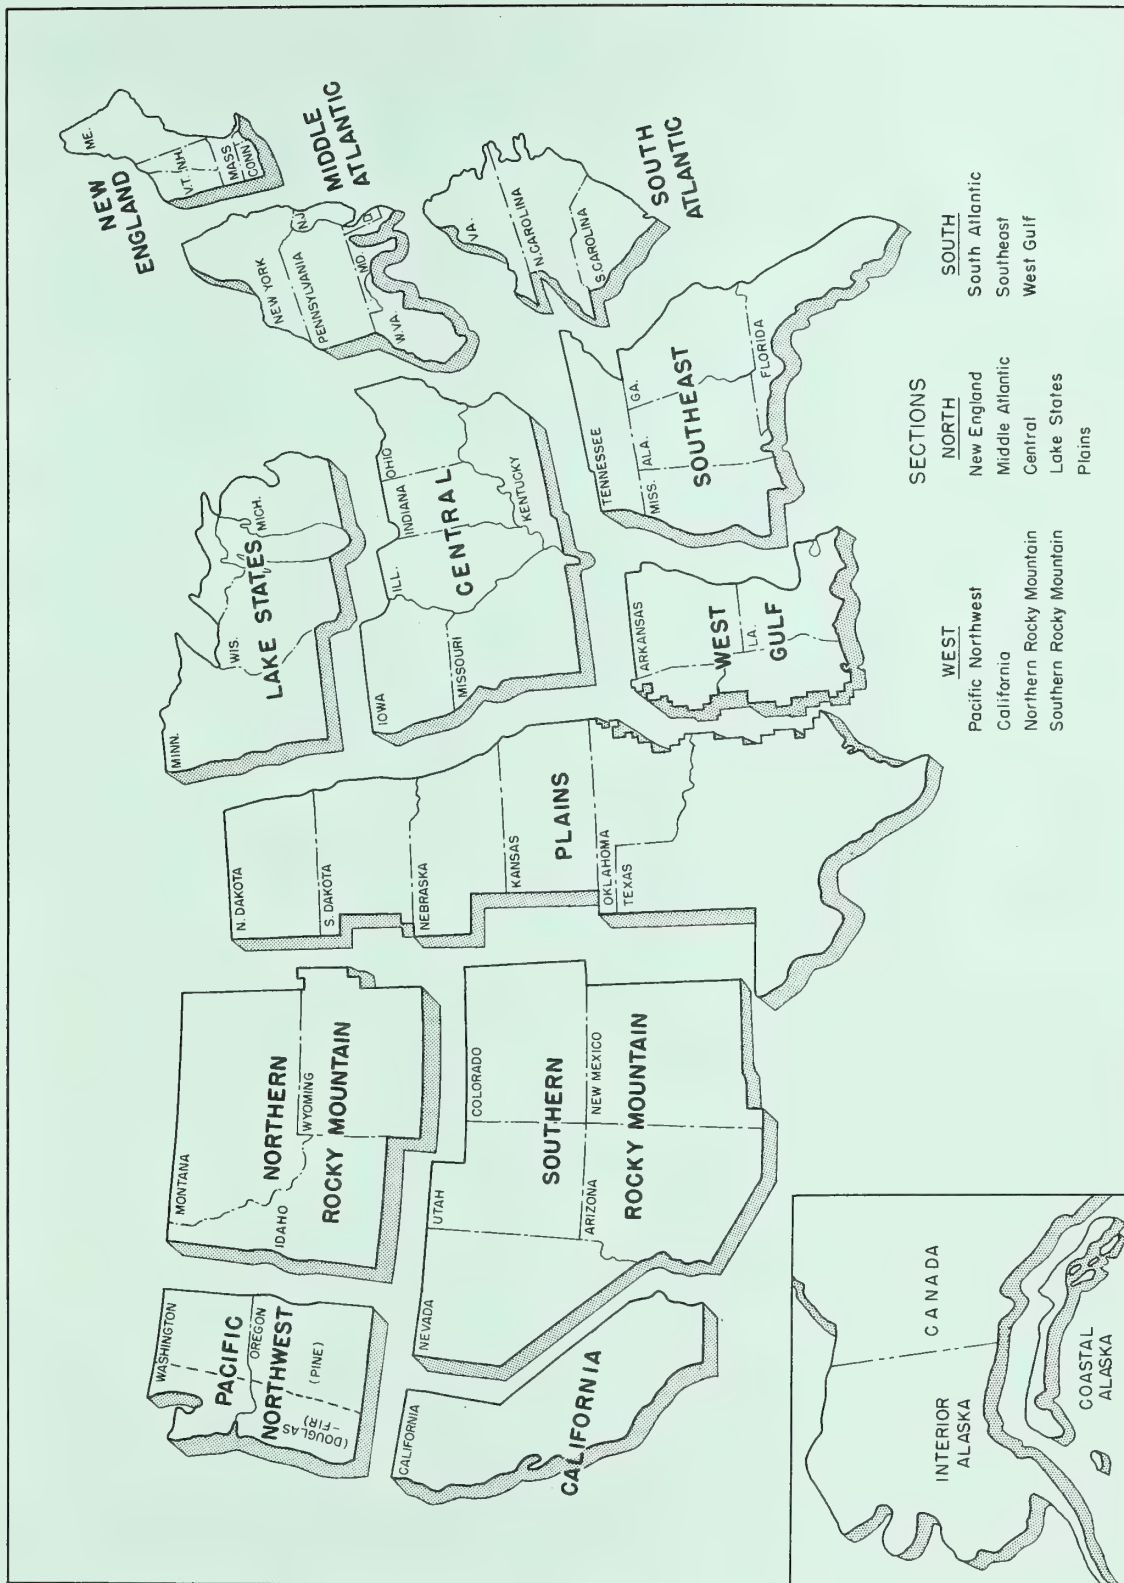 NEW
ENGLAND
ME.
V.T.
N.H.
MASS
CONN.
MIDDLE
ATLANTIC
NEW YORK
PENNSYLVANIA
N.J.
MD.
W.VA.
SOUTH
ATLANTIC
VA.
N.CAROLINA
S.CAROLINA
LAKE STATES
MINN.
WIS.
MICH.
CENTRAL
IOWA
ILL.
INDIANA
OHIO
MISSOURI
KENTUCKY
SOUTHEAST
TENNESSEE
MISS.
ALA.
GA.
FLORIDA
WEST
GULF
ARKANSAS
LA.
PLAINS
N. DAKOTA
S. DAKOTA
NEBRASKA
KANSAS
OKLAHOMA
TEXAS
NORTHERN
ROCKY MOUNTAIN
MONTANA
IDAHO
WYOMING
SOUTHERN
ROCKY MOUNTAIN
NEVADA
UTAH
COLORADO
ARIZONA
NEW MEXICO
PACIFIC
NORTHWEST
WASHINGTON
OREGON
(DOUGLAS
-FIR)
(PINE)
CALIFORNIA
CALIFORNIA
INTERIOR
ALASKA
CANADA
COASTAL
ALASKA
SECTIONS
WEST
Pacific Northwest
California
Northern Rocky Mountain
Southern Rocky Mountain
NORTH
New England
Middle Atlantic
Central
Lake States
Plains
SOUTH
South Atlantic
Southeast
West Gulf